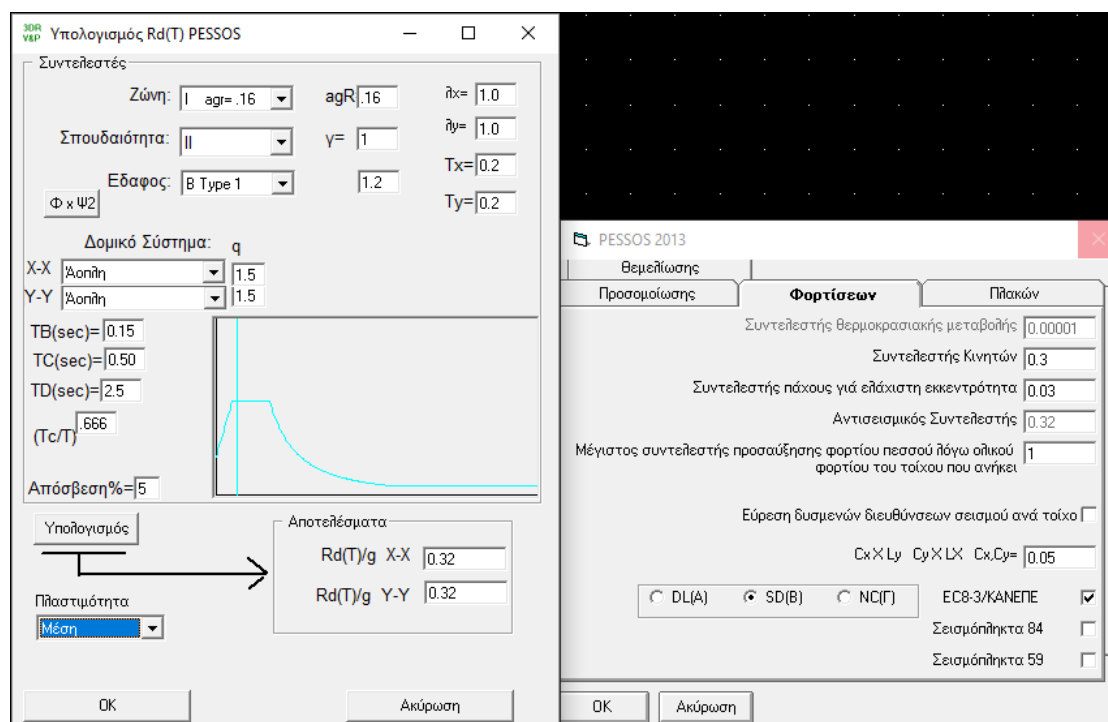 3DR V&P Υπολογισμός Rd(T) PESSOS
Συντελεστές
Ζώνη: I agr= .16 agR .16 λx= 1.0
λy= 1.0
Σπουδαιότητα: II γ= 1
Tx= 0.2
Εδαφος: B Type 1 1.2
Ty= 0.2
Φ x Ψ2
Δομικό Σύστημα: q
X-X Άοπλη 1.5
Y-Y Άοπλη 1.5
TB(sec)= 0.15
TC(sec)= 0.50
TD(sec)= 2.5
(Tc/T) .666
Απόσβεση%= 5
Υπολογισμός
Αποτελέσματα
Rd(T)/g X-X 0.32
Rd(T)/g Y-Y 0.32
Πλαστιμότητα
Μέση
OK Ακύρωση
PESSOS 2013
Θεμελίωσης
Προσομοίωσης Φορτίσεων Πλακών
Συντελεστής θερμοκρασιακής μεταβολής 0.00001
Συντελεστής Κινητών 0.3
Συντελεστής πάχους γιά ελάχιστη εκκεντρότητα 0.03
Αντισεισμικός Συντελεστής 0.32
Μέγιστος συντελεστής προσαύξησης φορτίου πεσσού λόγω ολικού 1
φορτίου του τοίχου που ανήκει
Εύρεση δυσμενών διευθύνσεων σεισμού ανά τοίχο
Cx X Ly Cy X LX Cx,Cy= 0.05
DL(A) SD(B) NC(Γ) EC8-3/ΚΑΝΕΠΕ
Σεισμόπληκτα 84
Σεισμόπληκτα 59
OK Ακύρωση